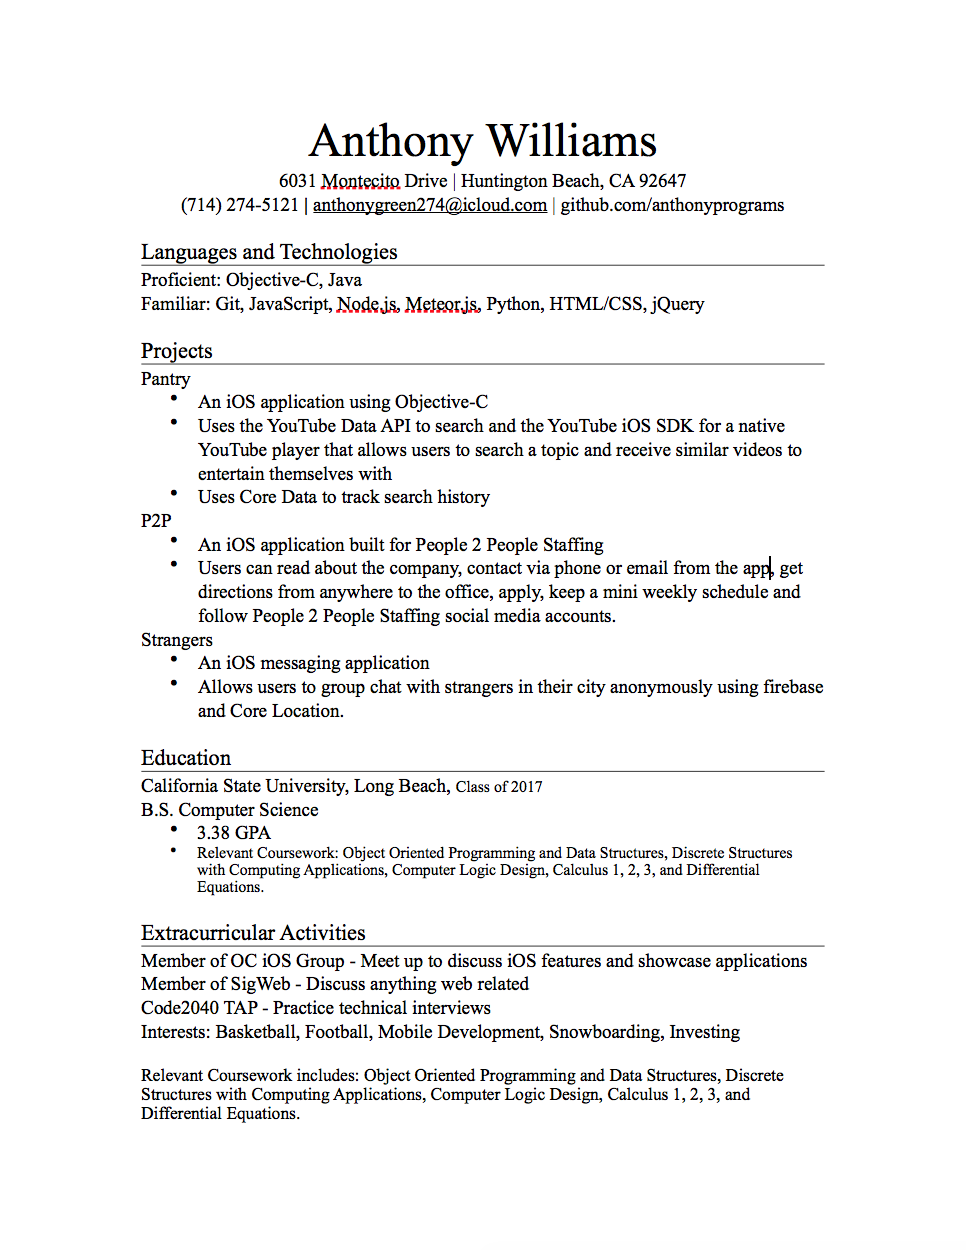 Anthony Williams
6031 Montecito Drive | Huntington Beach, CA 92647
(714) 274-5121 | anthonygreen274@icloud.com | github.com/anthonyprograms
Languages and Technologies
Proficient: Objective-C, Java
Familiar: Git, JavaScript, Node.js, Meteor.js, Python, HTML/CSS, jQuery
Projects
Pantry
• An iOS application using Objective-C
• Uses the YouTube Data API to search and the YouTube iOS SDK for a native
YouTube player that allows users to search a topic and receive similar videos to
entertain themselves with
• Uses Core Data to track search history
P2P
• An iOS application built for People 2 People Staffing
• Users can read about the company, contact via phone or email from the app, get
directions from anywhere to the office, apply, keep a mini weekly schedule and
follow People 2 People Staffing social media accounts.
Strangers
• An iOS messaging application
• Allows users to group chat with strangers in their city anonymously using firebase
and Core Location.
Education
California State University, Long Beach, Class of 2017
B.S. Computer Science
• 3.38 GPA
• Relevant Coursework: Object Oriented Programming and Data Structures, Discrete Structures
with Computing Applications, Computer Logic Design, Calculus 1, 2, 3, and Differential
Equations.
Extracurricular Activities
Member of OC iOS Group - Meet up to discuss iOS features and showcase applications
Member of SigWeb - Discuss anything web related
Code2040 TAP - Practice technical interviews
Interests: Basketball, Football, Mobile Development, Snowboarding, Investing
Relevant Coursework includes: Object Oriented Programming and Data Structures, Discrete
Structures with Computing Applications, Computer Logic Design, Calculus 1, 2, 3, and
Differential Equations.